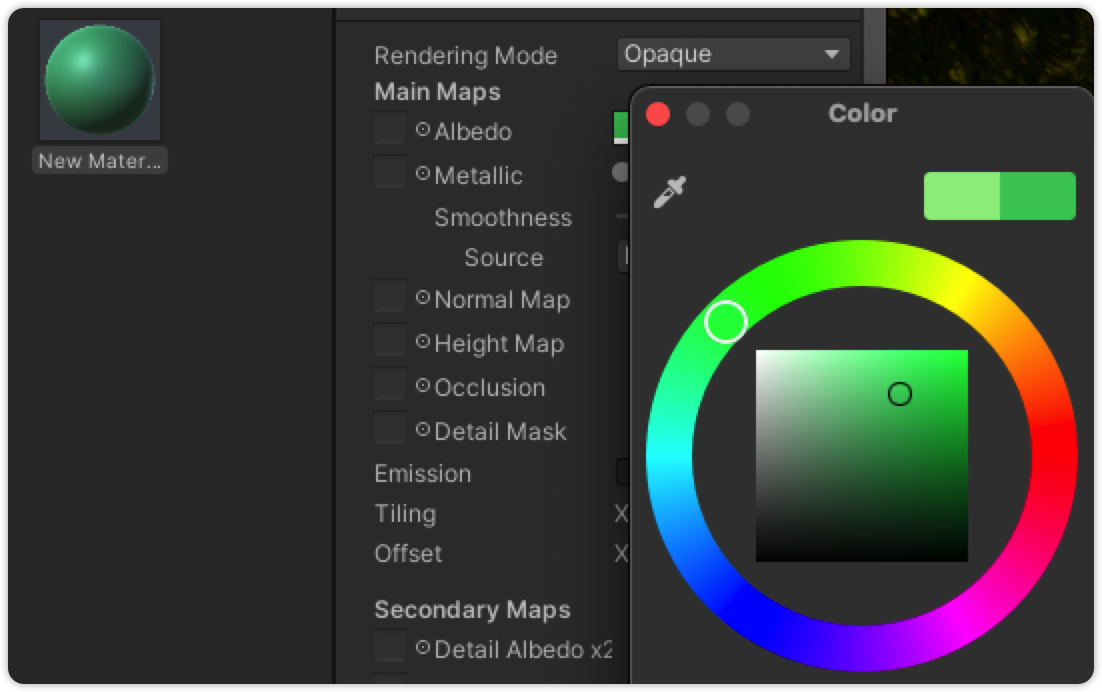 New Mater...
Rendering Mode
Opaque
Main Maps
Albedo
Metallic
Smoothness
Source
Normal Map
Height Map
Occlusion
Detail Mask
Emission
Tiling
X
Offset
X
Secondary Maps
Detail Albedo x2
Color